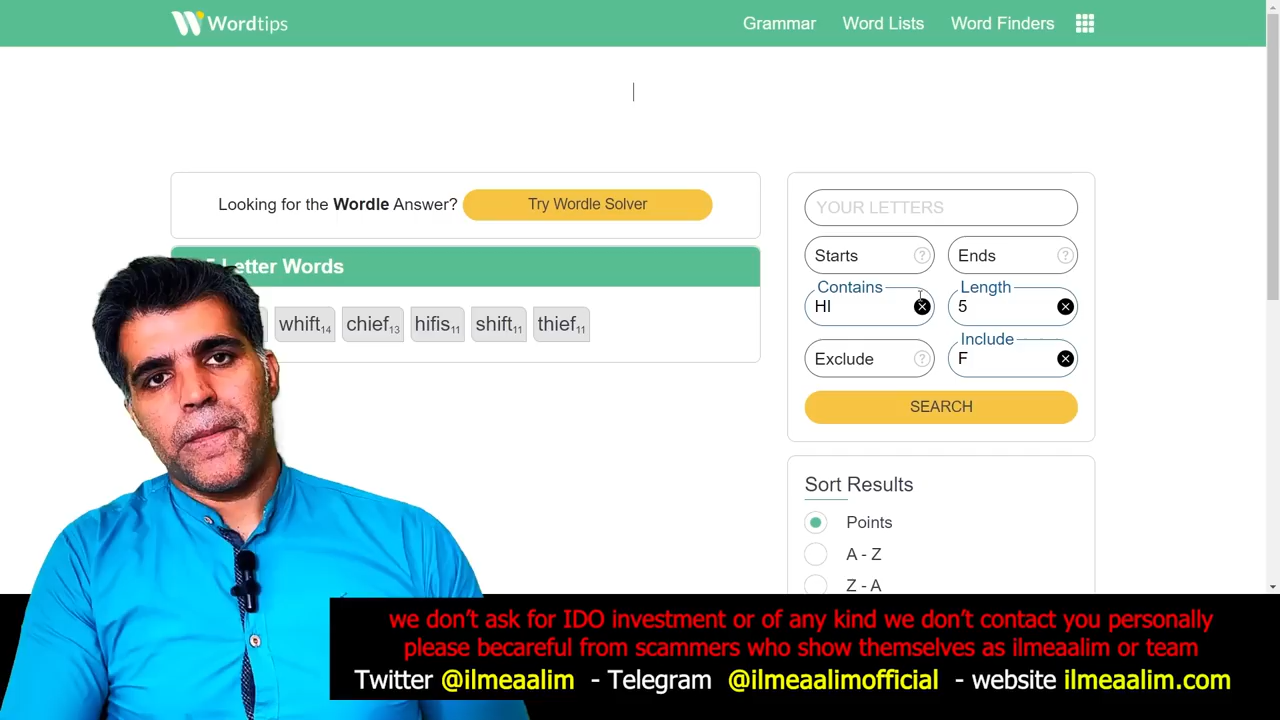 Wordtips
Grammar Word Lists Word Finders
Looking for the Wordle Answer? Try Wordle Solver
YOUR LETTERS
Starts ? Ends ?
Letter Words
Contains Length
HI 5
whift14 chief13 hifis11 shift11 thief11
Include
Exclude ? F
SEARCH
Sort Results
Points
A - Z
Z - A
we don't ask for IDO investment or of any kind we don't contact you personally
please becareful from scammers who show themselves as ilmeaalim or team
Twitter @ilmeaalim - Telegram @ilmeaalimofficial - website ilmeaalim.com